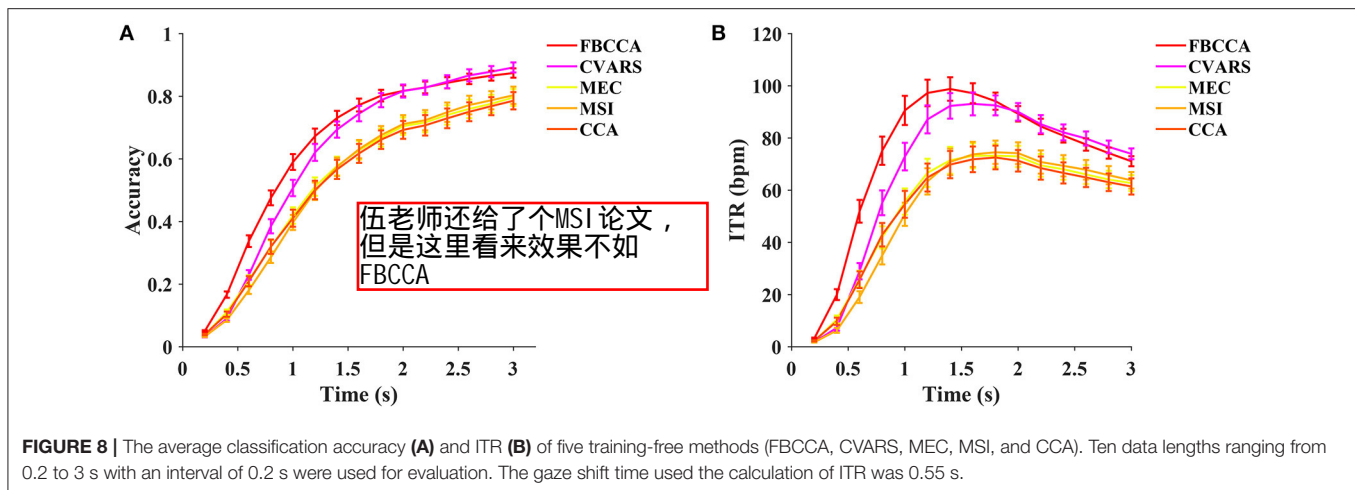 A
B
1
0.8
0.6
0.4
0.2
0
Accuracy
0 0.5 1 1.5 2 2.5 3
Time (s)
FBCCA
CVARS
MEC
MSI
CCA
伍老师还给了个MSI论文，
但是这里看来效果不如
FBCCA
120
100
80
60
40
20
0
ITR (bpm)
0 0.5 1 1.5 2 2.5 3
Time (s)
FBCCA
CVARS
MEC
MSI
CCA
FIGURE 8 | The average classification accuracy (A) and ITR (B) of five training-free methods (FBCCA, CVARS, MEC, MSI, and CCA). Ten data lengths ranging from
0.2 to 3 s with an interval of 0.2 s were used for evaluation. The gaze shift time used the calculation of ITR was 0.55 s.